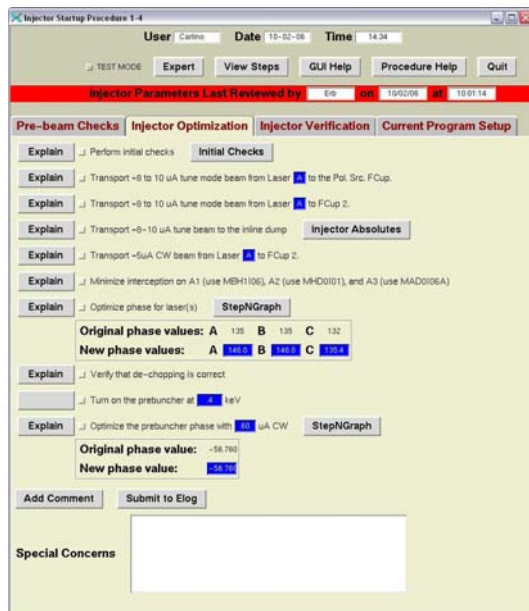 Injector Startup Procedure 1-4
User Carlino Date 10-02-06 Time 14:34
TEST MODE Expert View Steps GUI Help Procedure Help Quit
Injector Parameters Last Reviewed by Erb on 10/02/06 at 10:01:14
Pre-beam Checks Injector Optimization Injector Verification Current Program Setup
Explain Perform initial checks Initial Checks
Explain Transport ~8 to 10 uA tune mode beam from Laser A to the Pol. Src. FCup.
Explain Transport ~8 to 10 uA tune mode beam from Laser A to FCup 2.
Explain Transport ~8-10 uA tune beam to the inline dump Injector Absolutes
Explain Transport ~5uA CW beam from Laser A to FCup 2.
Explain Minimize interception on A1 (use MBH1I06), A2 (use MHD0I01), and A3 (use MAD0I06A)
Explain Optimize phase for laser(s) StepNGraph
Original phase values: A 135 B 135 C 132
New phase values: A 146.0 B 146.0 C 135.4
Explain Verify that de-chopping is correct
Turn on the prebuncher at .4 keV
Explain Optimize the prebuncher phase with 60 uA CW StepNGraph
Original phase value: -58.760
New phase value: -58.760
Add Comment Submit to Elog
Special Concerns